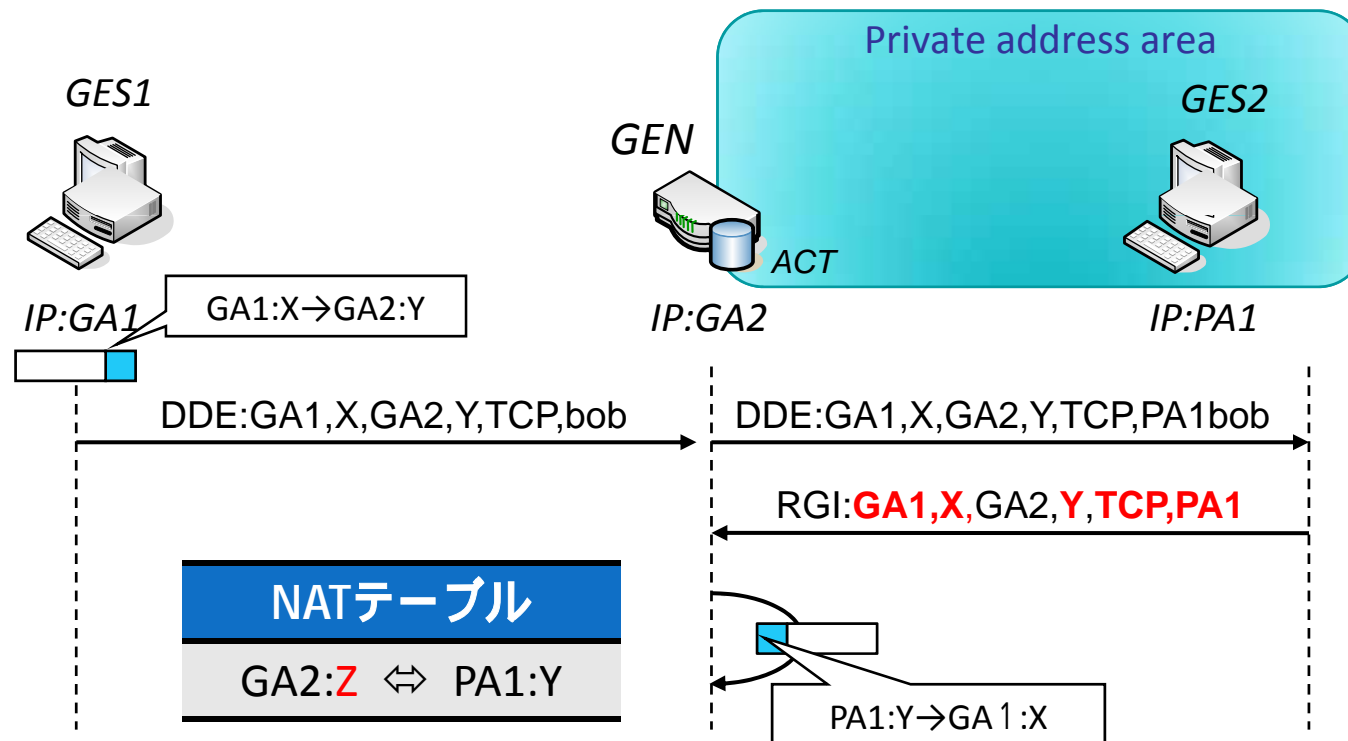 Private address area
GES1
GES2
GEN
ACT
IP:GA1
GA1:X→GA2:Y
IP:GA2
IP:PA1
DDE:GA1,X,GA2,Y,TCP,bob
DDE:GA1,X,GA2,Y,TCP,PA1bob
RGI:GA1,X,GA2,Y,TCP,PA1
NATテーブル
GA2:Z ⇔ PA1:Y
PA1:Y→GA１:X